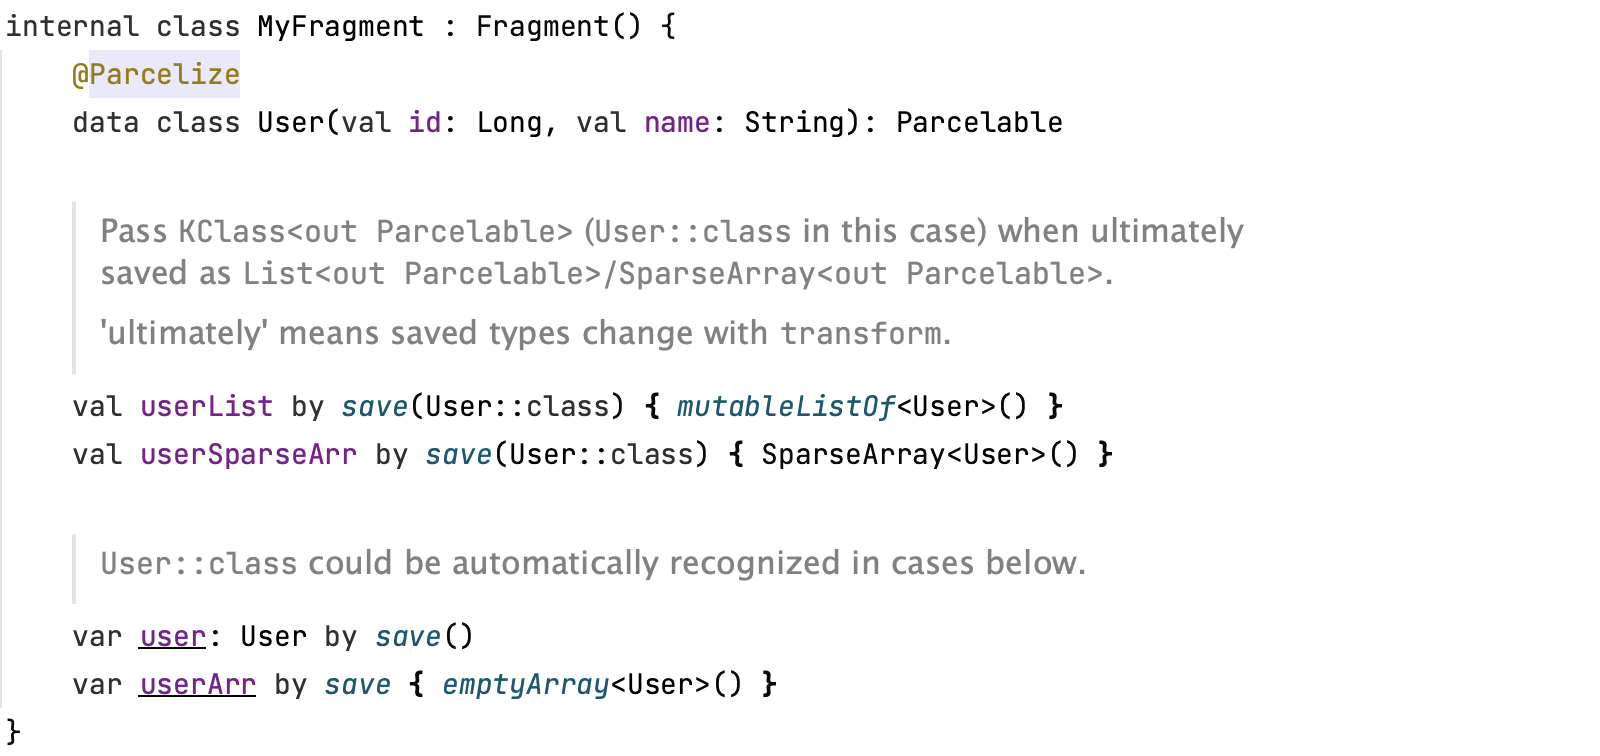 internal class MyFragment : Fragment() {
@Parcelize
data class User(val id: Long, val name: String): Parcelable
Pass KClass<out Parcelable> (User::class in this case) when ultimately
saved as List<out Parcelable>/SparseArray<out Parcelable>.
'ultimately' means saved types change with transform.
val userList by save(User::class) { mutableListOf<User>() }
val userSparseArr by save(User::class) { SparseArray<User>() }
User::class could be automatically recognized in cases below.
var user: User by save()
var userArr by save { emptyArray<User>() }
}